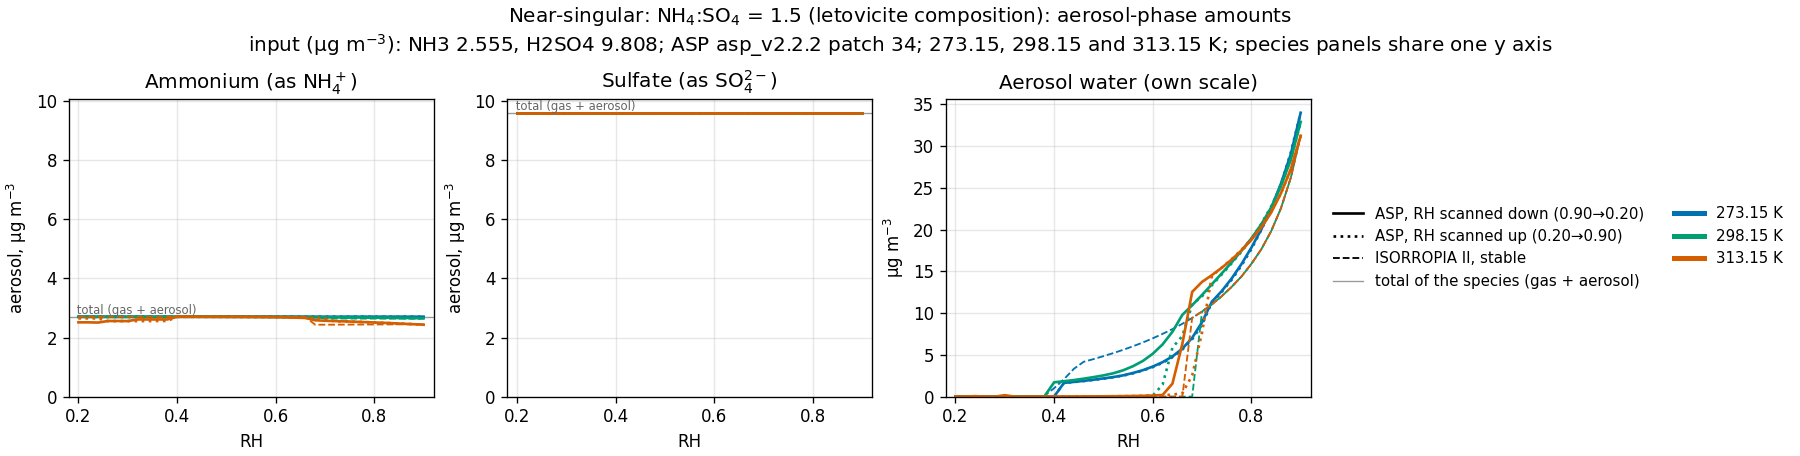 Near-singular: NH₄:SO₄ = 1.5 (letovicite composition): aerosol-phase amounts
input (μg m⁻³): NH3 2.555, H2SO4 9.808; ASP asp_v2.2.2 patch 34; 273.15, 298.15 and 313.15 K; species panels share one y axis
Ammonium (as NH₄⁺)
aerosol, μg m⁻³
10
8
6
4
2
0
total (gas + aerosol)
0.2
0.4
0.6
0.8
RH
Sulfate (as SO₄²⁻)
aerosol, μg m⁻³
10
8
6
4
2
0
total (gas + aerosol)
0.2
0.4
0.6
0.8
RH
Aerosol water (own scale)
μg m⁻³
35
30
25
20
15
10
5
0
0.2
0.4
0.6
0.8
RH
ASP, RH scanned down (0.90→0.20)
ASP, RH scanned up (0.20→0.90)
ISORROPIA II, stable
total of the species (gas + aerosol)
273.15 K
298.15 K
313.15 K